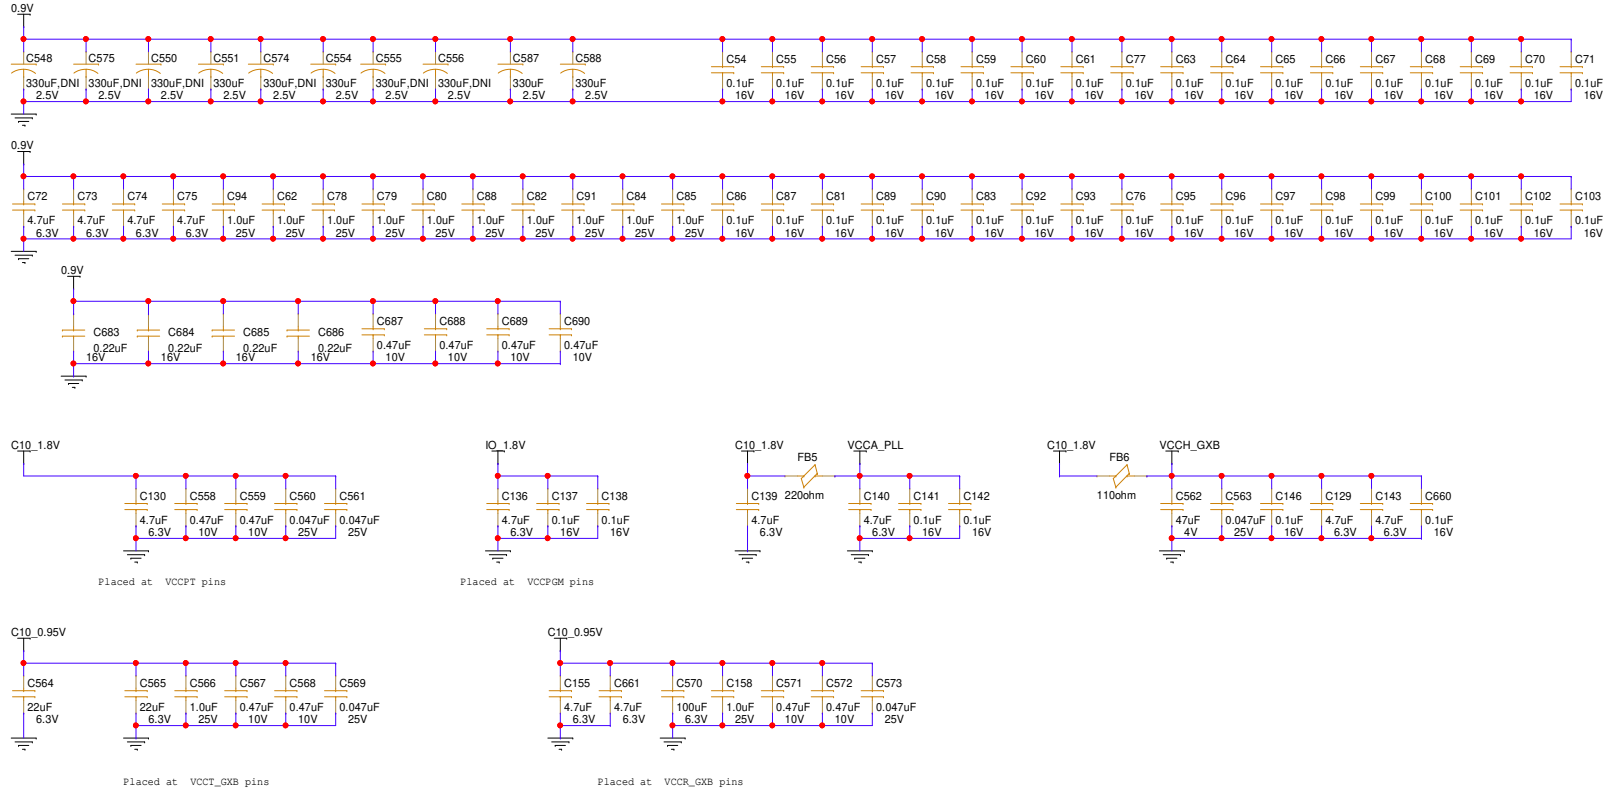 0.9V
C548 C575 C550 C551 C574 C554 C555 C556 C587 C588 C54 C55 C56 C57 C58 C59 C60 C61 C77 C63 C64 C65 C66 C67 C68 C69 C70 C71
330uF,DNI 330uF,DNI 330uF,DNI 330uF 330uF,DNI 330uF 330uF,DNI 330uF,DNI 330uF 330uF 0.1uF 0.1uF 0.1uF 0.1uF 0.1uF 0.1uF 0.1uF 0.1uF 0.1uF 0.1uF 0.1uF 0.1uF 0.1uF 0.1uF 0.1uF 0.1uF 0.1uF 0.1uF
2.5V 2.5V 2.5V 2.5V 2.5V 2.5V 2.5V 2.5V 2.5V 2.5V 16V 16V 16V 16V 16V 16V 16V 16V 16V 16V 16V 16V 16V 16V 16V 16V 16V 16V
0.9V
C72 C73 C74 C75 C94 C62 C78 C79 C80 C88 C82 C91 C84 C85 C86 C87 C81 C89 C90 C83 C92 C93 C76 C95 C96 C97 C98 C99 C100 C101 C102 C103
4.7uF 4.7uF 4.7uF 4.7uF 1.0uF 1.0uF 1.0uF 1.0uF 1.0uF 1.0uF 1.0uF 1.0uF 1.0uF 1.0uF 0.1uF 0.1uF 0.1uF 0.1uF 0.1uF 0.1uF 0.1uF 0.1uF 0.1uF 0.1uF 0.1uF 0.1uF 0.1uF 0.1uF 0.1uF 0.1uF 0.1uF 0.1uF
6.3V 6.3V 6.3V 6.3V 25V 25V 25V 25V 25V 25V 25V 25V 25V 25V 16V 16V 16V 16V 16V 16V 16V 16V 16V 16V 16V 16V 16V 16V 16V 16V 16V 16V
0.9V
C683 C684 C685 C686 C687 C688 C689 C690
0.22uF 0.22uF 0.22uF 0.22uF 0.47uF 0.47uF 0.47uF 0.47uF
16V 16V 16V 16V 10V 10V 10V 10V
C10_1.8V IO_1.8V C10_1.8V VCCA_PLL C10_1.8V VCCH_GXB
FB5 FB6
220ohm 110ohm
C130 C558 C559 C560 C561 C136 C137 C138 C139 C140 C141 C142 C562 C563 C146 C129 C143 C660
4.7uF 0.47uF 0.47uF 0.047uF 0.047uF 4.7uF 0.1uF 0.1uF 4.7uF 4.7uF 0.1uF 0.1uF 47uF 0.047uF 0.1uF 4.7uF 4.7uF 0.1uF
6.3V 10V 10V 25V 25V 6.3V 16V 16V 6.3V 6.3V 16V 16V 4V 25V 16V 6.3V 6.3V 16V
Placed at VCCPT pins Placed at VCCPGM pins
C10_0.95V C10_0.95V
C564 C565 C566 C567 C568 C569 C155 C661 C570 C158 C571 C572 C573
22uF 22uF 1.0uF 0.47uF 0.47uF 0.047uF 4.7uF 4.7uF 100uF 1.0uF 0.47uF 0.47uF 0.047uF
6.3V 6.3V 25V 10V 10V 25V 6.3V 6.3V 6.3V 25V 10V 10V 25V
Placed at VCCT_GXB pins Placed at VCCR_GXB pins